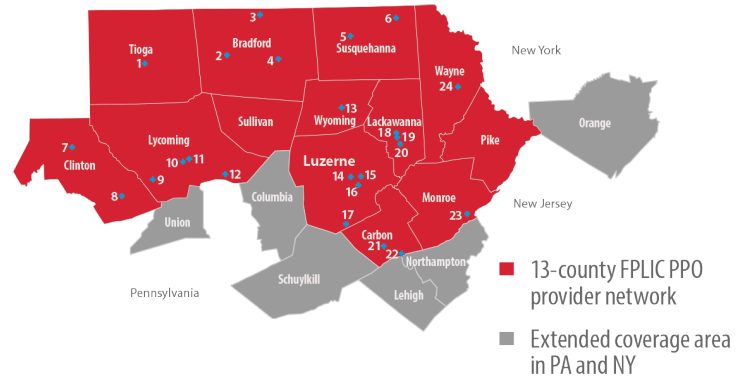 3
6
Tioga
1
Bradford
2
4
5
Susquehanna
New York
Wayne
24
Orange
13
Wyoming
Sullivan
Lackawanna
18
19
20
7
Clinton
8
Lycoming
10
11
9
12
Pike
Luzerne
14
15
16
17
Columbia
Union
Monroe
23
New Jersey
Carbon
21
22
Northampton
Schuylkill
Lehigh
Pennsylvania
13-county FPLIC PPO
provider network
Extended coverage area
in PA and NY